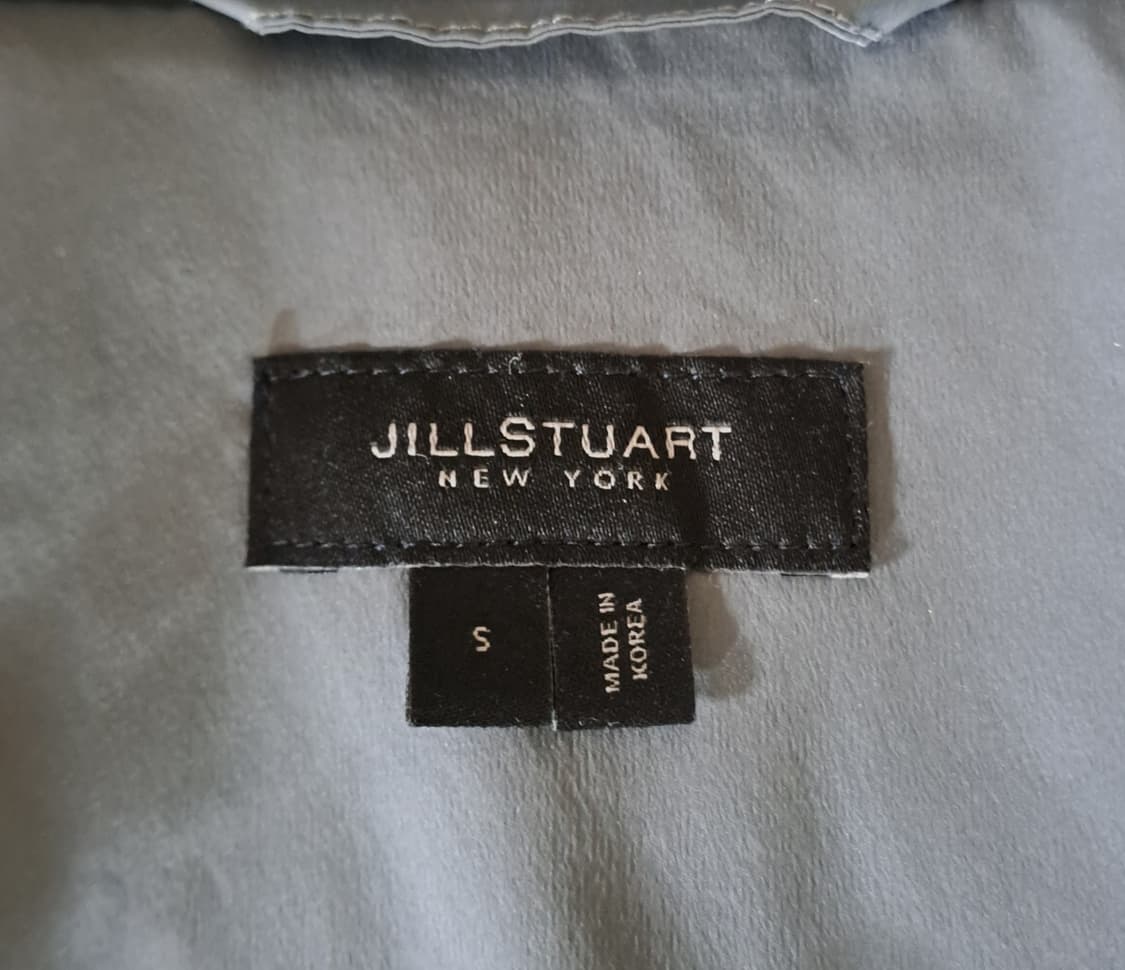 JILLSTUART
NEW YORK
S
MADE IN
KOREA